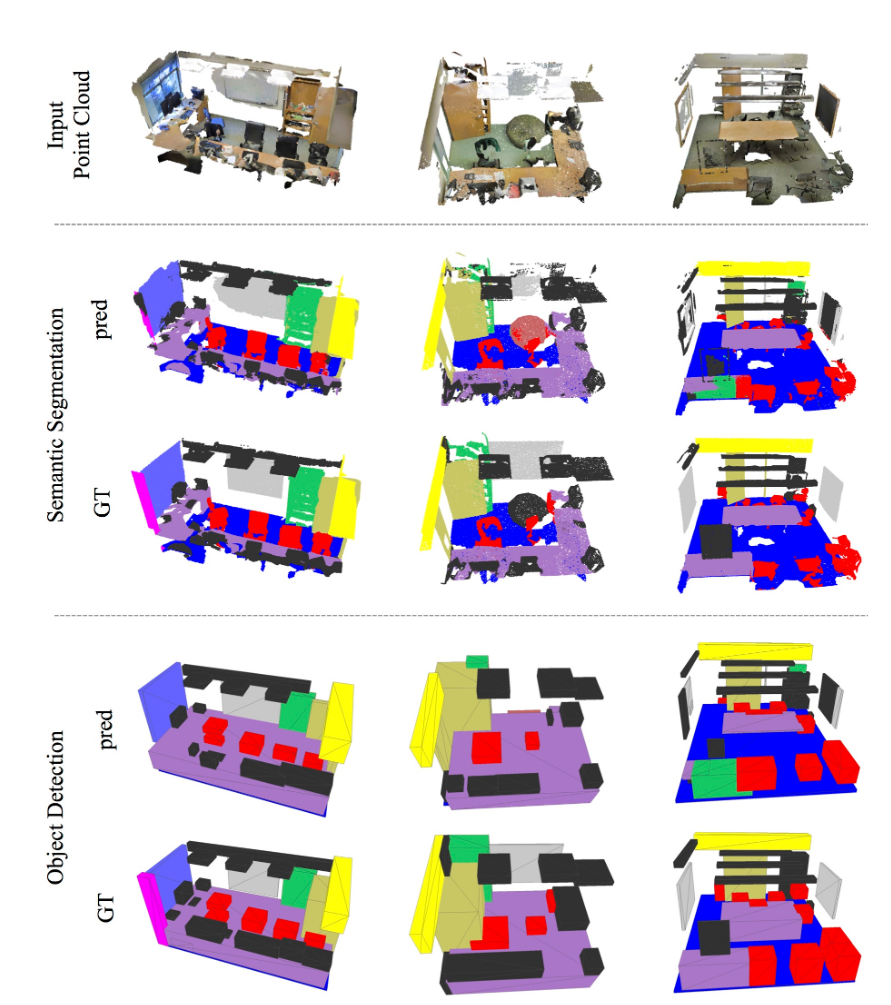 Input
Point Cloud
Semantic Segmentation
pred
GT
Object Detection
pred
GT